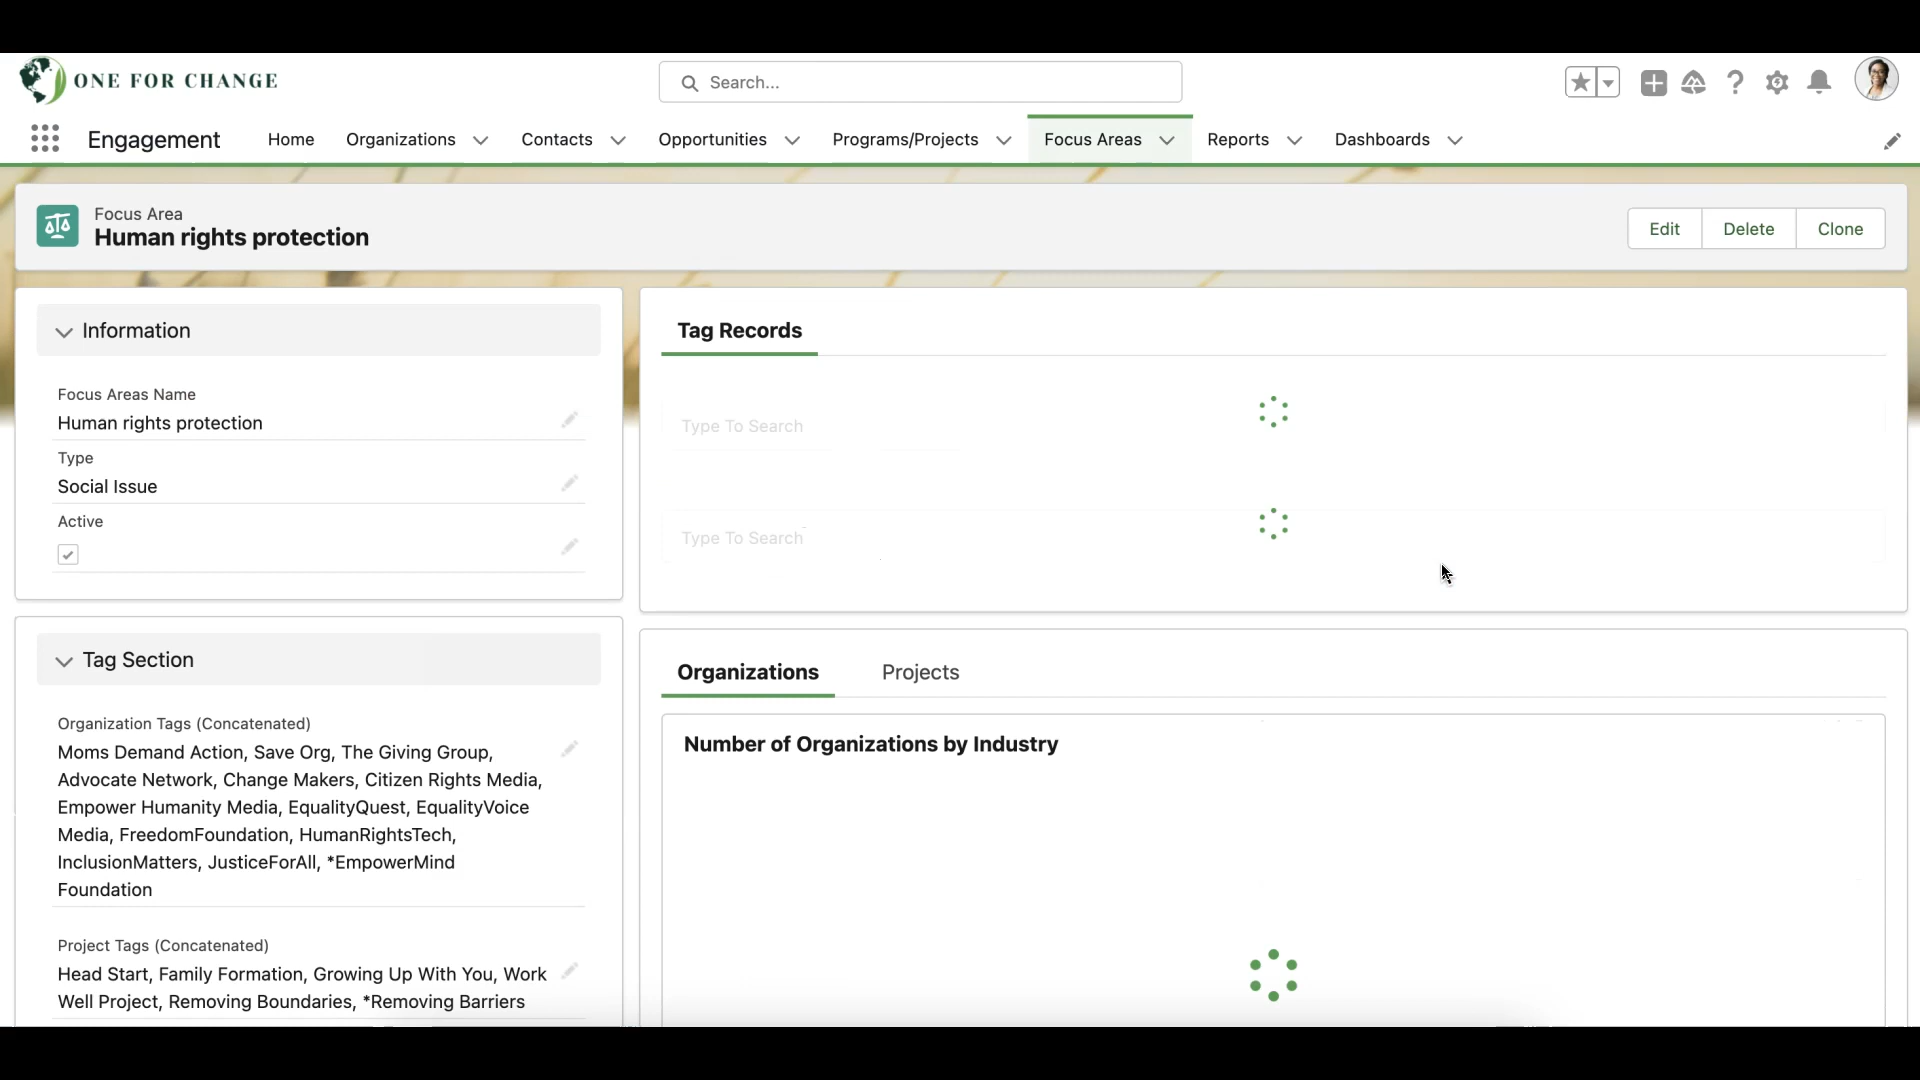 ONE FOR CHANGE
Search...
Engagement
Home
Organizations
Contacts
Opportunities
Programs/Projects
Focus Areas
Reports
Dashboards
Focus Area
Human rights protection
Edit
Delete
Clone
Information
Focus Areas Name
Human rights protection
Type
Social Issue
Active
Tag Section
Organization Tags (Concatenated)
Moms Demand Action, Save Org, The Giving Group,
Advocate Network, Change Makers, Citizen Rights Media,
Empower Humanity Media, EqualityQuest, EqualityVoice
Media, FreedomFoundation, HumanRightsTech,
InclusionMatters, JusticeForAll, *EmpowerMind
Foundation
Project Tags (Concatenated)
Head Start, Family Formation, Growing Up With You, Work
Well Project, Removing Boundaries, *Removing Barriers
Tag Records
Type To Search
Type To Search
Organizations
Projects
Number of Organizations by Industry